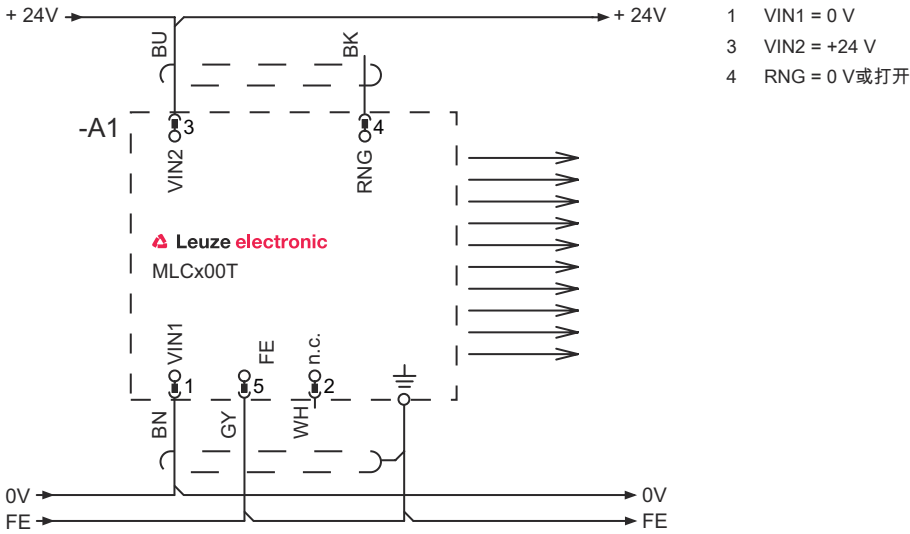 + 24V
+ 24V
1 VIN1 = 0 V
3 VIN2 = +24 V
4 RNG = 0 V或打开
BU
BK
-A1
3
4
VIN2
RNG
Leuze electronic
MLCx00T
VIN1
FE
n.c.
1
5
2
BN
GY
WH
0V
0V
FE
FE